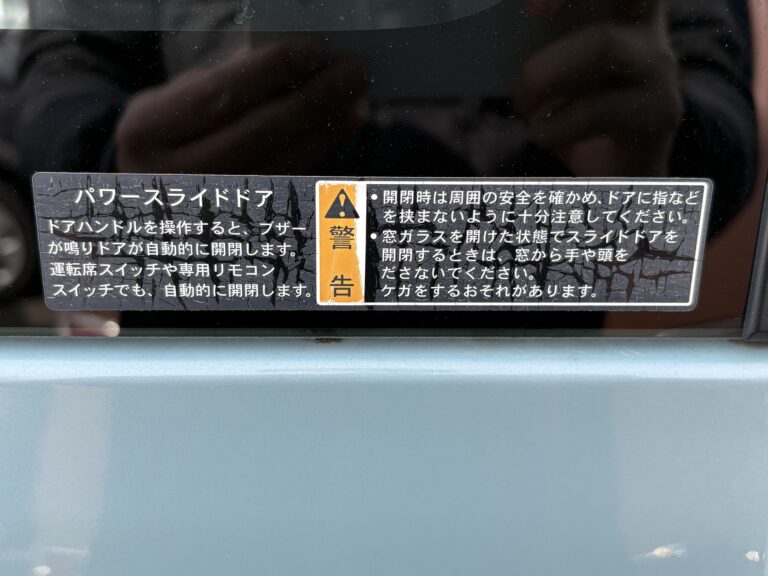 パワースライドドア
ドアハンドルを操作すると、ブザー
が鳴りドアが自動的に開閉します。
運転席スイッチや専用リモコン
スイッチでも、自動的に開閉します。
警告
•開閉時は周囲の安全を確かめ、ドアに指など
を挟まないように十分注意してください。
•窓ガラスを開けた状態でスライドドアを
開閉するときは、窓から手や頭を
ださないでください。
ケガをするおそれがあります。